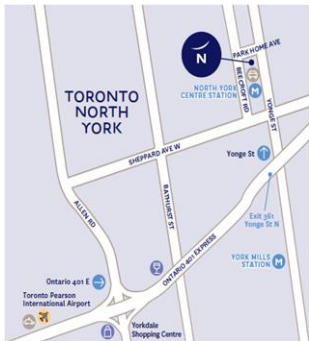 PARK HOME AVE
N
BEECROFT RD
NORTH YORK
CENTRE STATION
M
YONGE ST
TORONTO
NORTH
YORK
SHEPPARD AVE W
Yonge St
ALLEN RD
BATHURST ST
Exit 361
Yonge St N
ONTARIO 401 EXPRESS
YORK MILLS
STATION
M
Ontario 401 E
Toronto Pearson
International Airport
Yorkdale
Shopping Centre